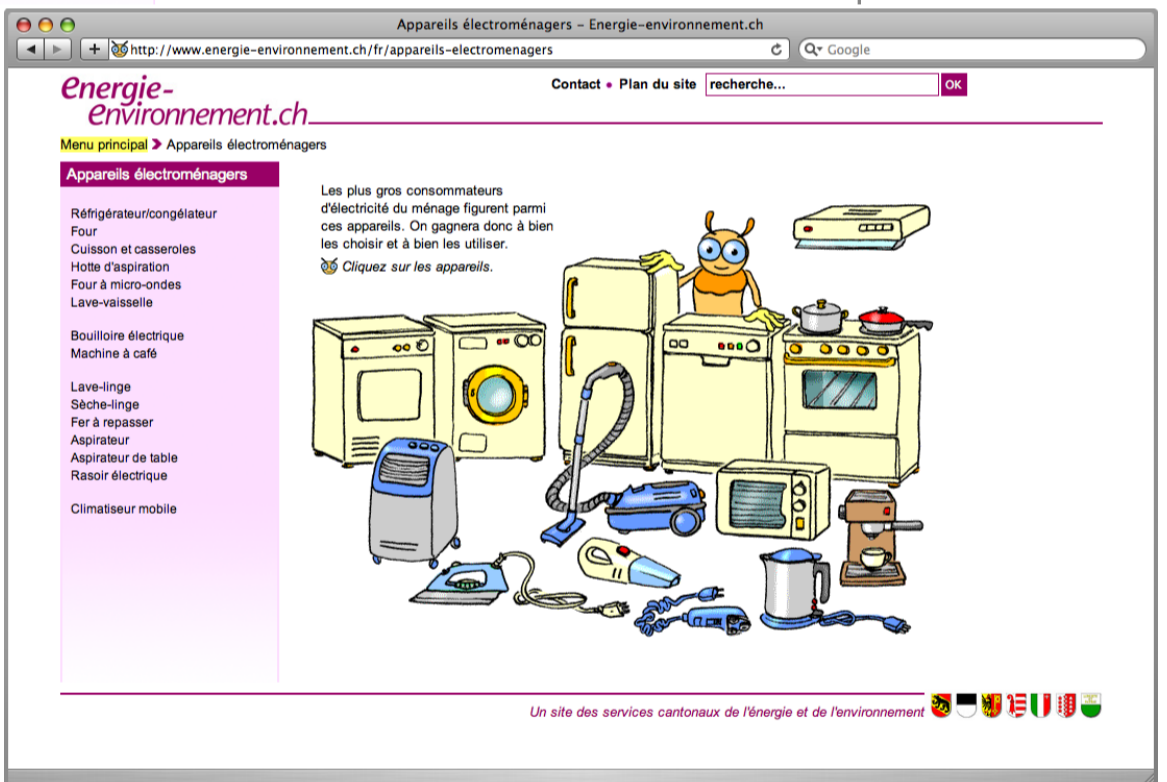 Appareils électroménagers – Energie-environnement.ch
http://www.energie-environnement.ch/fr/appareils-electromenagers
Google
energie-
environnement.ch
Contact • Plan du site recherche... OK
Menu principal > Appareils électroménagers
Appareils électroménagers
Réfrigérateur/congélateur
Four
Cuisson et casseroles
Hotte d'aspiration
Four à micro-ondes
Lave-vaisselle
Bouilloire électrique
Machine à café
Lave-linge
Sèche-linge
Fer à repasser
Aspirateur
Aspirateur de table
Rasoir électrique
Climatiseur mobile
Les plus gros consommateurs
d'électricité du ménage figurent parmi
ces appareils. On gagnera donc à bien
les choisir et à bien les utiliser.
Cliquez sur les appareils.
Un site des services cantonaux de l'énergie et de l'environnement